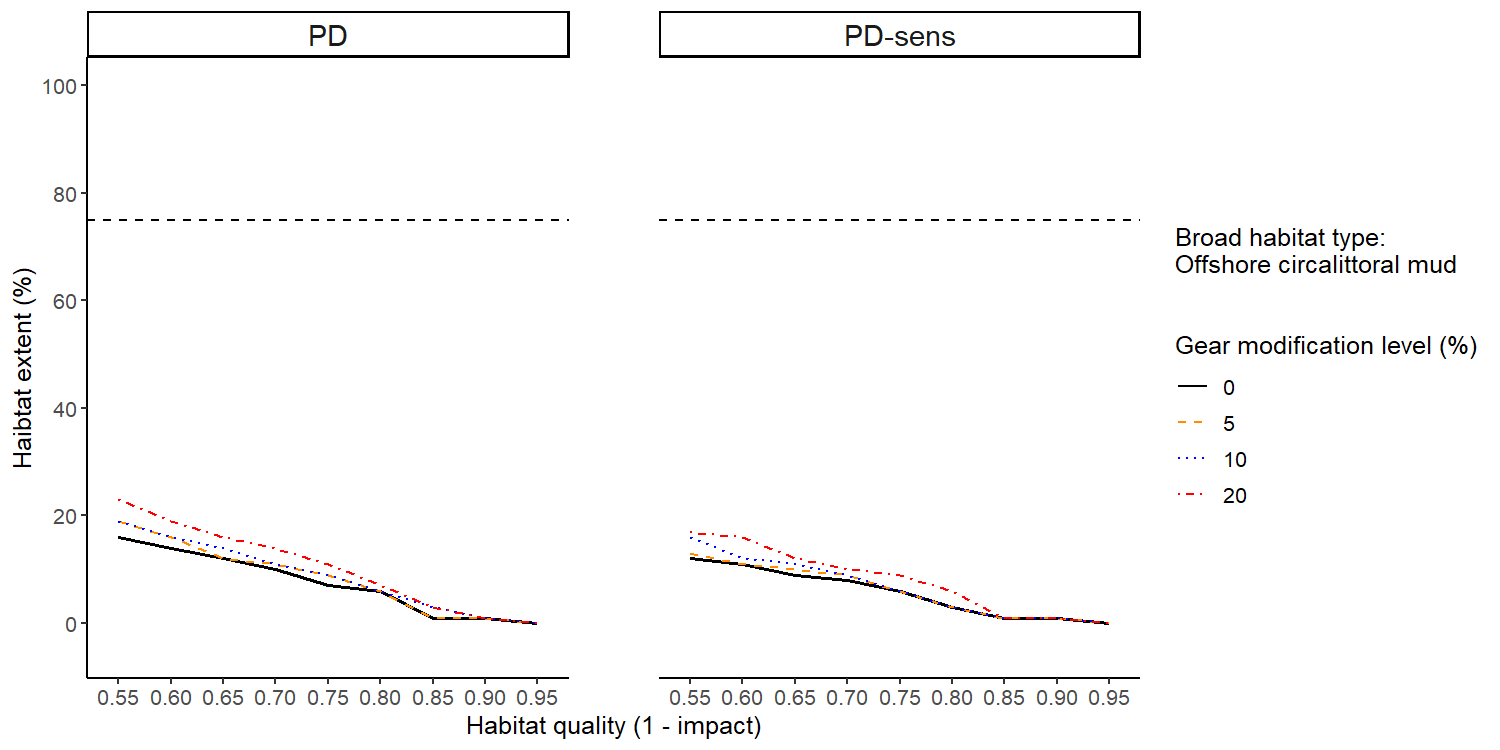 PD
PD-sens
100
80
60
40
20
0
Haibtat extent (%)
0.55 0.60 0.65 0.70 0.75 0.80 0.85 0.90 0.95
0.55 0.60 0.65 0.70 0.75 0.80 0.85 0.90 0.95
Habitat quality (1 - impact)
Broad habitat type:
Offshore circalittoral mud
Gear modification level (%)
0
5
10
20